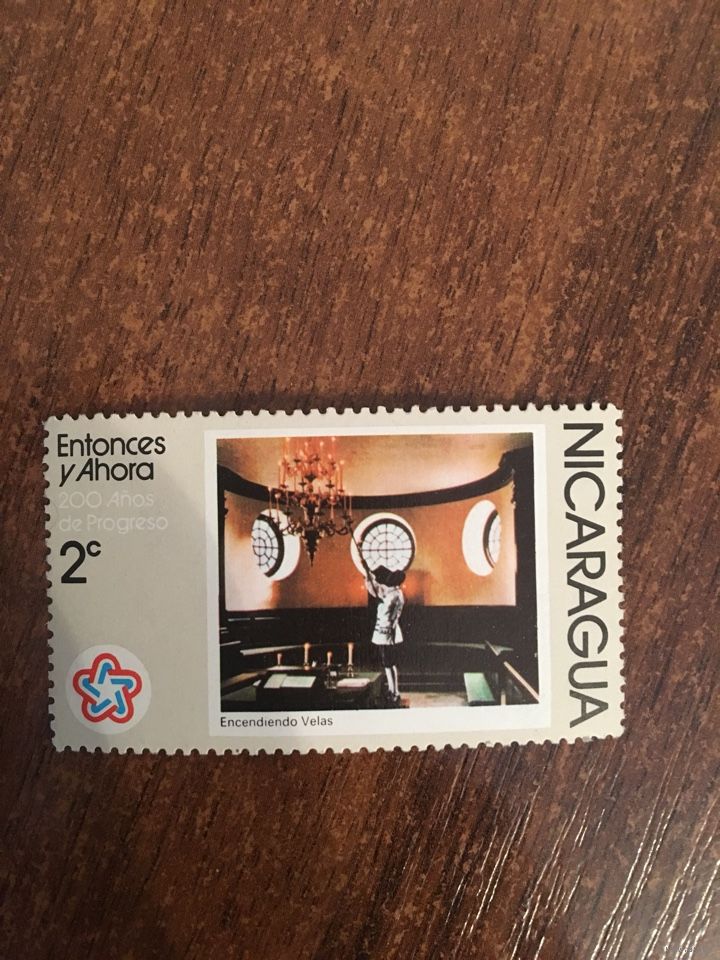 Entonces
y Ahora
200 Años
de Progreso
2c
Encendiendo Velas
NICARAGUA